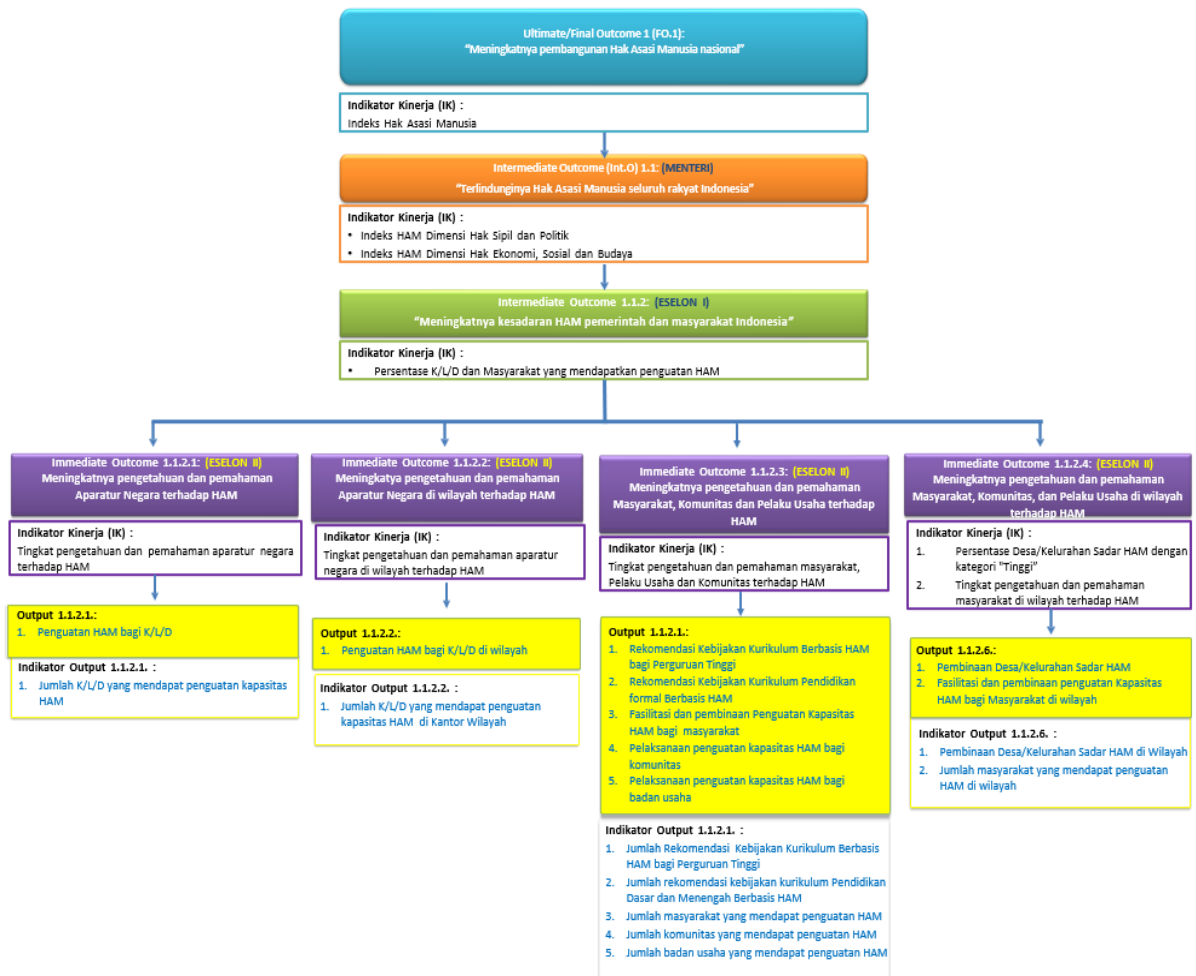 Ultimate/Final Outcome 1 (FO.1):
"Meningkatnya pembangunan Hak Asasi Manusia nasional"
Indikator Kinerja (IK) :
Indeks Hak Asasi Manusia
Intermediate Outcome (Int.O) 1.1: (MENTERI)
"Terlindunginya Hak Asasi Manusia seluruh rakyat Indonesia"
Indikator Kinerja (IK) :
• Indeks HAM Dimensi Hak Sipil dan Politik
• Indeks HAM Dimensi Hak Ekonomi, Sosial dan Budaya
Intermediate Outcome 1.1.2: (ESELON I)
"Meningkatnya kesadaran HAM pemerintah dan masyarakat Indonesia"
Indikator Kinerja (IK) :
• Persentase K/L/D dan Masyarakat yang mendapatkan penguatan HAM
Immediate Outcome 1.1.2.1: (ESELON II)
Meningkatnya pengetahuan dan pemahaman
Aparatur Negara terhadap HAM
Indikator Kinerja (IK) :
Tingkat pengetahuan dan pemahaman aparatur negara
terhadap HAM
Output 1.1.2.1.:
1. Penguatan HAM bagi K/L/D
Indikator Output 1.1.2.1. :
1. Jumlah K/L/D yang mendapat penguatan kapasitas
HAM
Immediate Outcome 1.1.2.2: (ESELON II)
Meningkatya pengetahuan dan pemahaman
Aparatur Negara di wilayah terhadap HAM
Indikator Kinerja (IK) :
Tingkat pengetahuan dan pemahaman aparatur
negara di wilayah terhadap HAM
Output 1.1.2.2.:
1. Penguatan HAM bagi K/L/D di wilayah
Indikator Output 1.1.2.2. :
1. Jumlah K/L/D yang mendapat penguatan
kapasitas HAM di Kantor Wilayah
Immediate Outcome 1.1.2.3: (ESELON II)
Meningkatnya pengetahuan dan pemahaman
Masyarakat, Komunitas dan Pelaku Usaha terhadap
HAM
Indikator Kinerja (IK) :
Tingkat pengetahuan dan pemahaman masyarakat,
Pelaku Usaha dan Komunitas terhadap HAM
Output 1.1.2.1.:
1. Rekomendasi Kebijakan Kurikulum Berbasis HAM
bagi Perguruan Tinggi
2. Rekomendasi Kebijakan Kurikulum Pendidikan
formal Berbasis HAM
3. Fasilitasi dan pembinaan Penguatan Kapasitas
HAM bagi masyarakat
4. Pelaksanaan penguatan kapasitas HAM bagi
komunitas
5. Pelaksanaan penguatan kapasitas HAM bagi
badan usaha
Indikator Output 1.1.2.1. :
1. Jumlah Rekomendasi Kebijakan Kurikulum Berbasis
HAM bagi Perguruan Tinggi
2. Jumlah rekomendasi kebijakan kurikulum Pendidikan
Dasar dan Menengah Berbasis HAM
3. Jumlah masyarakat yang mendapat penguatan HAM
4. Jumlah komunitas yang mendapat penguatan HAM
5. Jumlah badan usaha yang mendapat penguatan HAM
Immediate Outcome 1.1.2.4: (ESELON II)
Meningkatnya pengetahuan dan pemahaman
Masyarakat, Komunitas, dan Pelaku Usaha di wilayah
terhadap HAM
Indikator Kinerja (IK) :
1. Persentase Desa/Kelurahan Sadar HAM dengan
kategori "Tinggi"
2. Tingkat pengetahuan dan pemahaman
masyarakat di wilayah terhadap HAM
Output 1.1.2.6.:
1. Pembinaan Desa/Kelurahan Sadar HAM
2. Fasilitasi dan pembinaan penguatan Kapasitas
HAM bagi Masyarakat di wilayah
Indikator Output 1.1.2.6. :
1. Pembinaan Desa/Kelurahan Sadar HAM di Wilayah
2. Jumlah masyarakat yang mendapat penguatan
HAM di wilayah